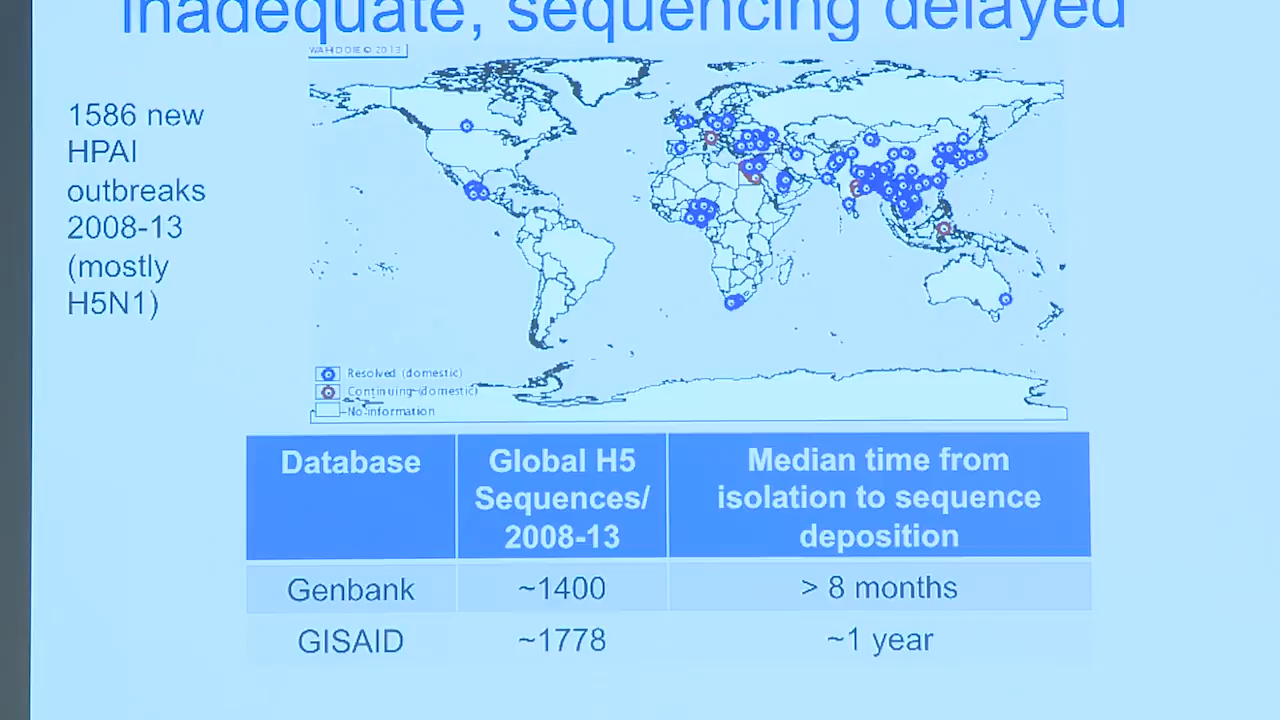 inadequate, sequencing delayed
WAHID OIE © 2013
1586 new
HPAI
outbreaks
2008-13
(mostly
H5N1)
Resolved (domestic)
Continuing (domestic)
No information
Database
Global H5
Sequences/
2008-13
Median time from
isolation to sequence
deposition
Genbank
~1400
> 8 months
GISAID
~1778
~1 year